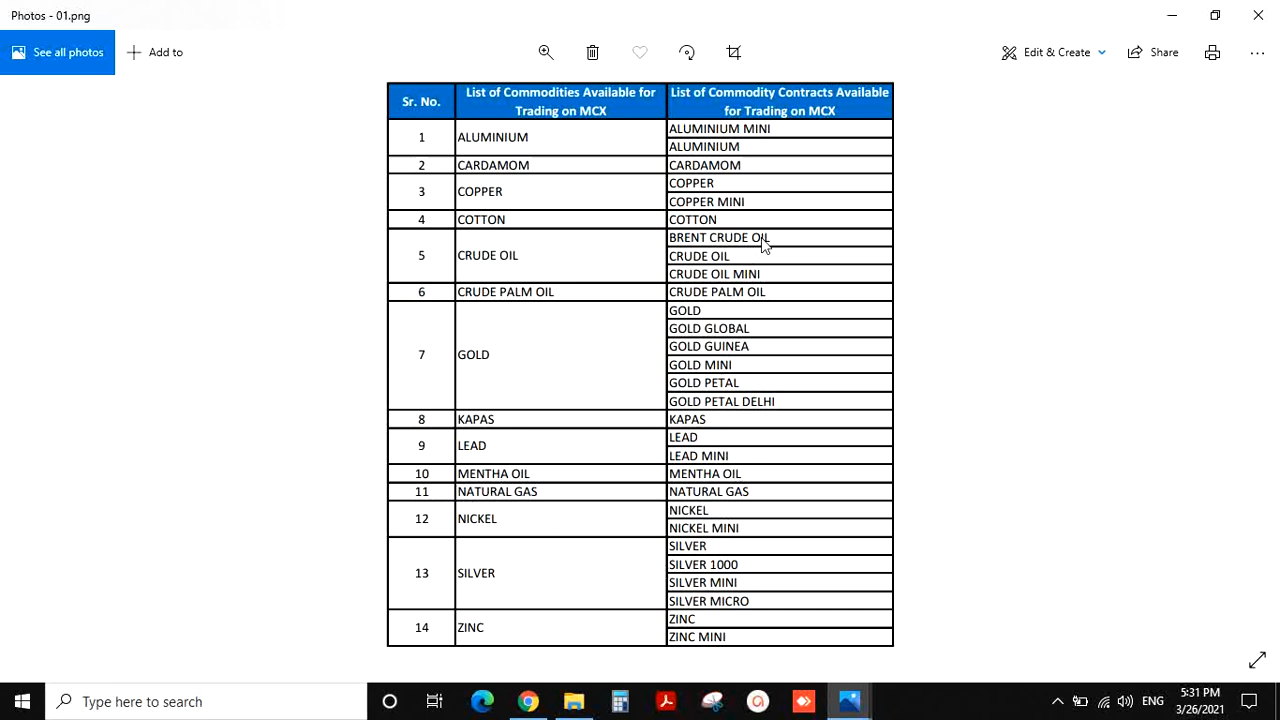 Photos - 01.png
See all photos
Add to
Edit & Create
Share
Sr. No.
List of Commodities Available for
Trading on MCX
List of Commodity Contracts Available
for Trading on MCX
1
ALUMINIUM
ALUMINIUM MINI
ALUMINIUM
2
CARDAMOM
CARDAMOM
3
COPPER
COPPER
COPPER MINI
4
COTTON
COTTON
5
CRUDE OIL
BRENT CRUDE OIL
CRUDE OIL
CRUDE OIL MINI
6
CRUDE PALM OIL
CRUDE PALM OIL
7
GOLD
GOLD
GOLD GLOBAL
GOLD GUINEA
GOLD MINI
GOLD PETAL
GOLD PETAL DELHI
8
KAPAS
KAPAS
9
LEAD
LEAD
LEAD MINI
10
MENTHA OIL
MENTHA OIL
11
NATURAL GAS
NATURAL GAS
12
NICKEL
NICKEL
NICKEL MINI
13
SILVER
SILVER
SILVER 1000
SILVER MINI
SILVER MICRO
14
ZINC
ZINC
ZINC MINI
Type here to search
ENG
5:31 PM
3/26/2021